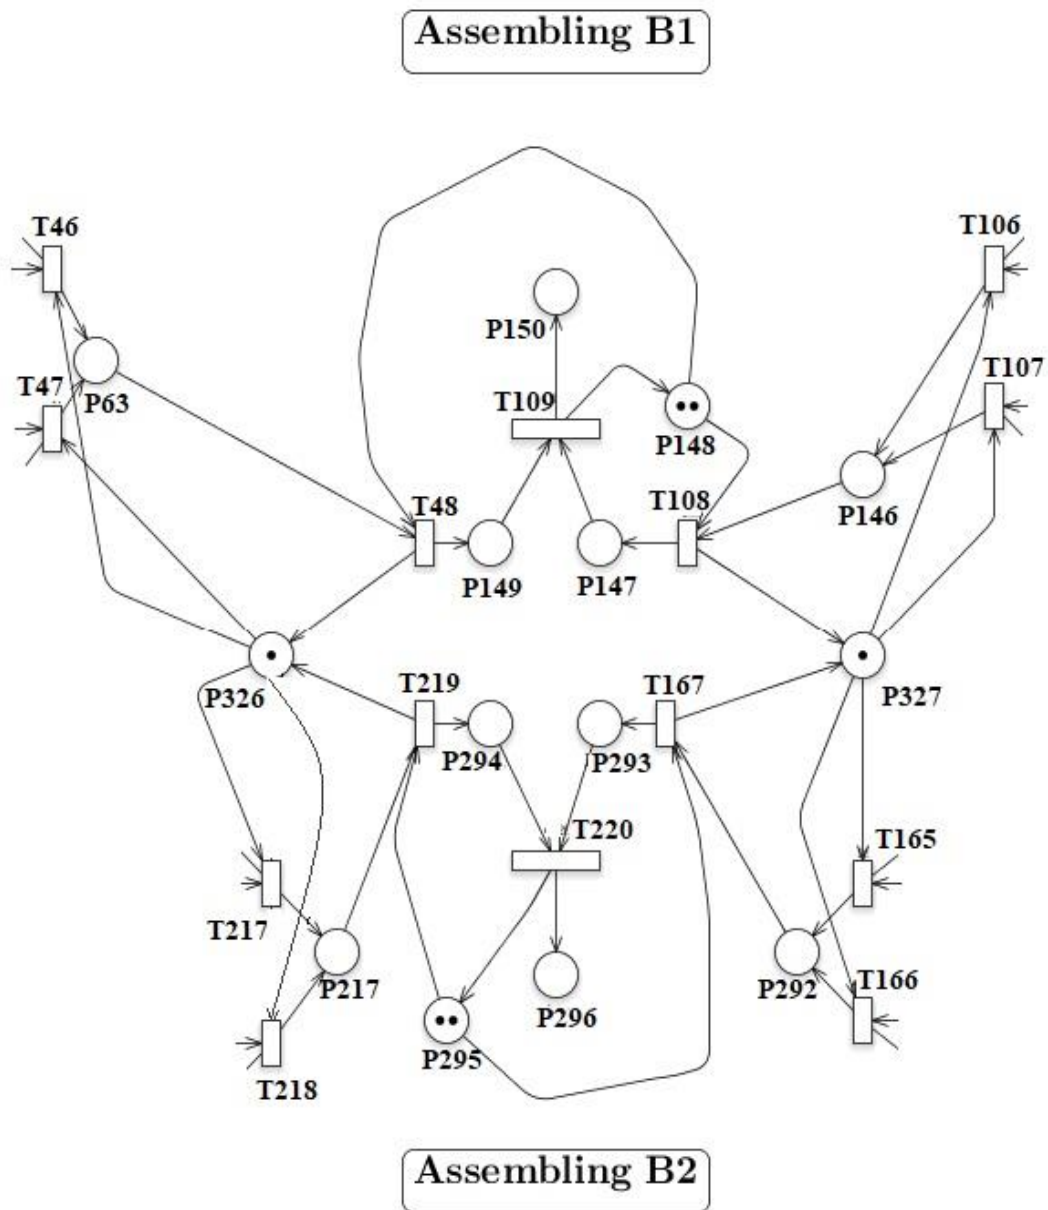 Assembling B1
T46
T106
P150
T47
T107
P63
T109
P148
T48
T108
P146
P149
P147
P326
T219
T167
P327
P294
P293
T220
T165
T217
P217
P292
T166
P296
P295
T218
Assembling B2